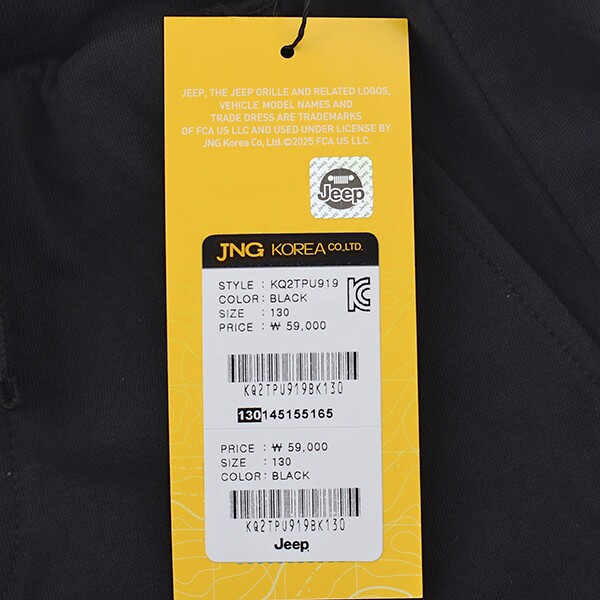 JEEP, THE JEEP GRILLE AND RELATED LOGOS,
VEHICLE MODEL NAMES AND
TRADE DRESS ARE TRADEMARKS
OF FCA US LLC AND USED UNDER LICENSE BY
JNG Korea Co, Ltd.©2025 FCA US LLC.
Jeep
JNG KOREA CO.,LTD.
STYLE : KQ2TPU919
COLOR : BLACK
SIZE : 130
PRICE : ₩ 59,000
KQ2TPU919BK130
130145155165
PRICE : ₩ 59,000
SIZE : 130
COLOR : BLACK
KQ2TPU919BK130
Jeep